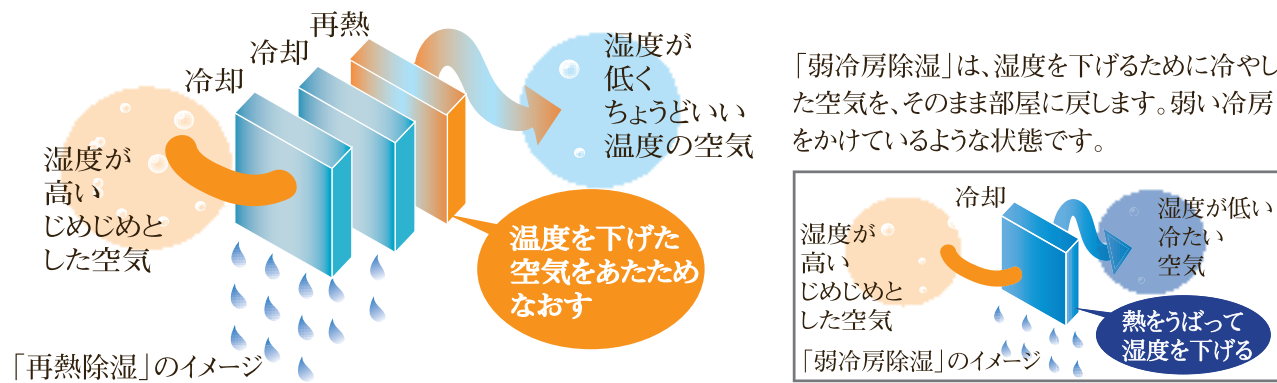 再熱
冷却
冷却
湿度が
高い
じめじめと
した空気
湿度が
低く
ちょうどいい
温度の空気
温度を下げた
空気をあたため
なおす
「再熱除湿」のイメージ
「弱冷房除湿」は、湿度を下げるために冷やし
た空気を、そのまま部屋に戻します。弱い冷房
をかけているような状態です。
冷却
湿度が
高い
じめじめと
した空気
湿度が低い
冷たい
空気
熱をうばって
湿度を下げる
「弱冷房除湿」のイメージ